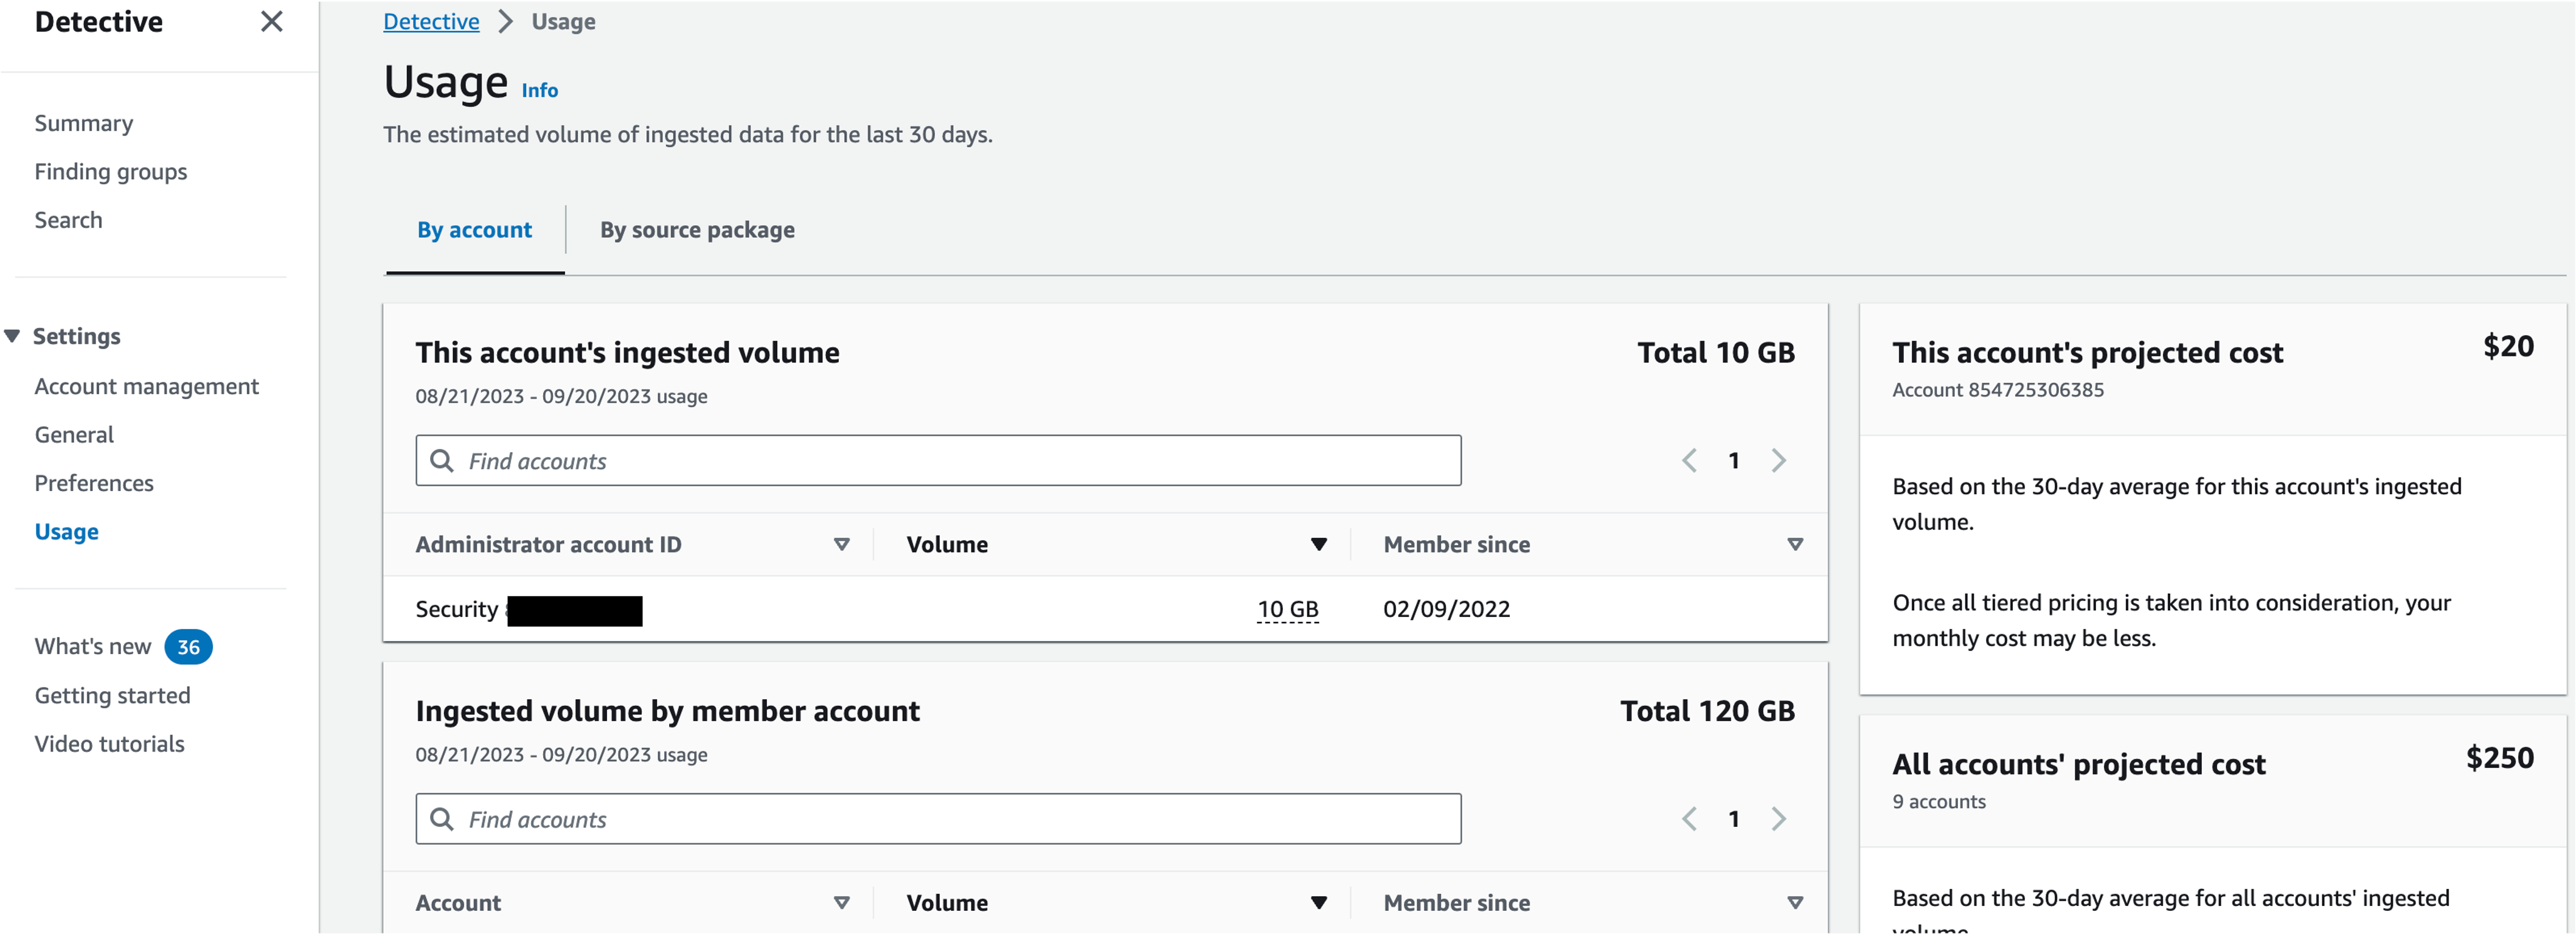 Detective
Summary
Finding groups
Search
Settings
Account management
General
Preferences
Usage
What's new 36
Getting started
Video tutorials
Detective > Usage
Usage Info
The estimated volume of ingested data for the last 30 days.
By account
By source package
This account's ingested volume
Total 10 GB
08/21/2023 - 09/20/2023 usage
Find accounts
1
Administrator account ID
Volume
Member since
Security
10 GB
02/09/2022
Ingested volume by member account
Total 120 GB
08/21/2023 - 09/20/2023 usage
Find accounts
1
Account
Volume
Member since
This account's projected cost
$20
Account 854725306385
Based on the 30-day average for this account's ingested
volume.
Once all tiered pricing is taken into consideration, your
monthly cost may be less.
All accounts' projected cost
$250
9 accounts
Based on the 30-day average for all accounts' ingested
volume